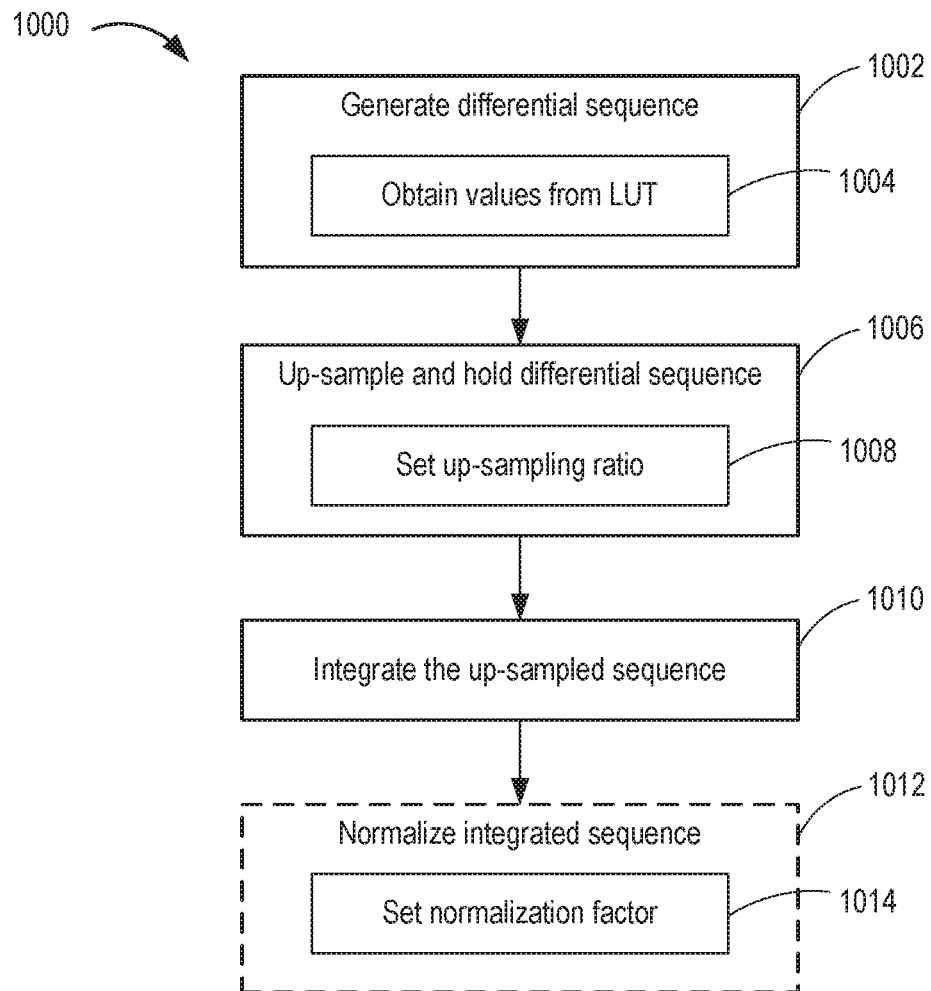 1000
1002
Generate differential sequence
Obtain values from LUT
1004
1006
Up-sample and hold differential sequence
Set up-sampling ratio
1008
1010
Integrate the up-sampled sequence
1012
Normalize integrated sequence
Set normalization factor
1014